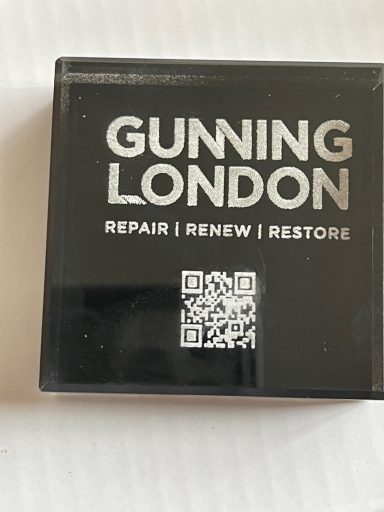 GUNNING
LONDON
REPAIR | RENEW | RESTORE